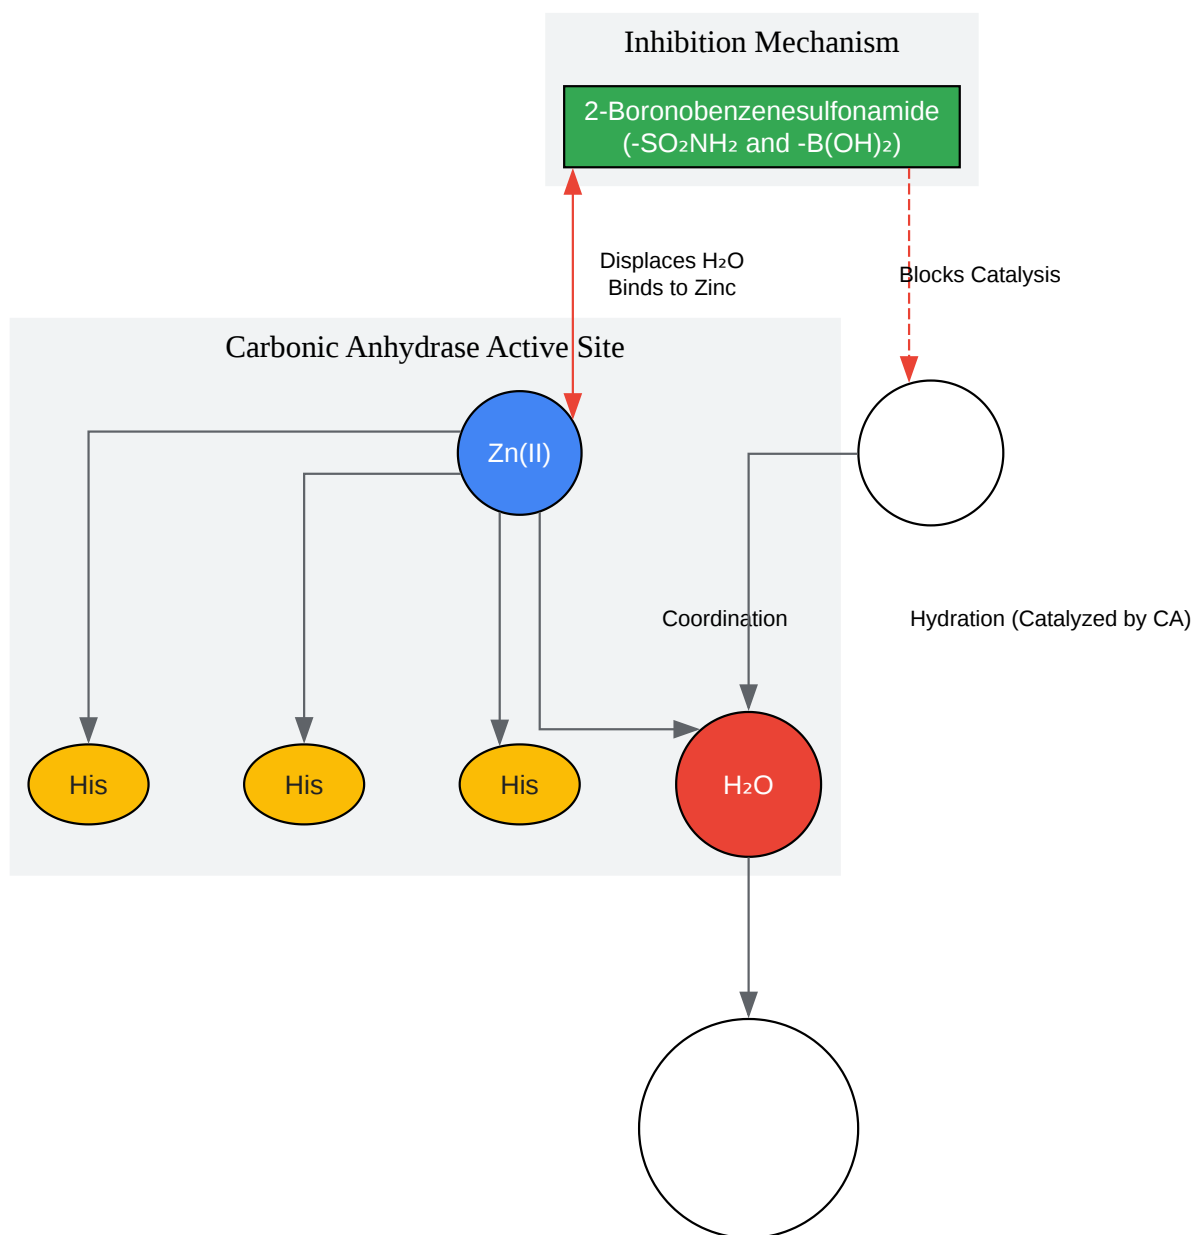 Inhibition Mechanism
2-Boronobenzenesulfonamide
(-SO₂NH₂ and -B(OH)₂)
Displaces H₂O
Binds to Zinc
Blocks Catalysis
Carbonic Anhydrase Active Site
Zn(II)
Coordination
Hydration (Catalyzed by CA)
His
His
His
H₂O